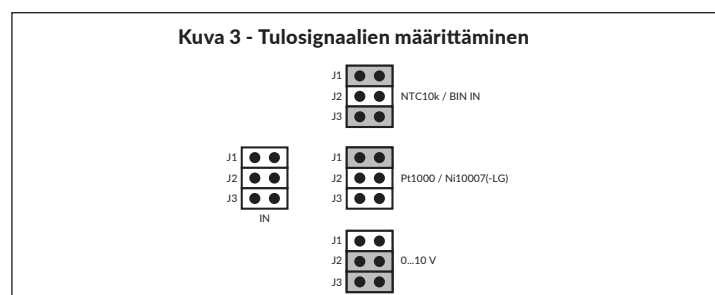 Kuva 3 - Tulosignaalien määrittäminen
J1
J2 NTC10k / BIN IN
J3
J1
J2
J3
IN
J1
J2 Pt1000 / Ni10007(-LG)
J3
J1
J2 0...10 V
J3